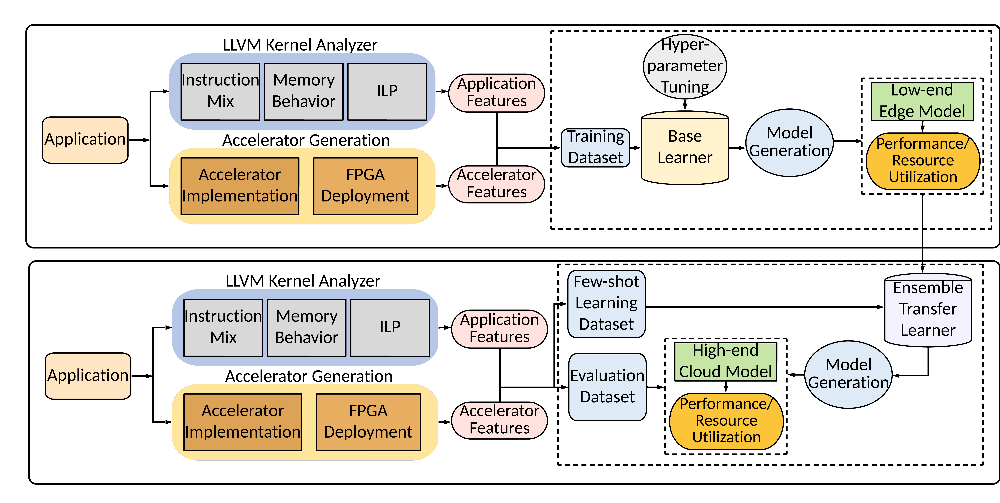 LLVM Kernel Analyzer
Instruction
Mix
Memory
Behavior
ILP
Application
Accelerator Generation
Accelerator
Implementation
FPGA
Deployment
Application
Features
Accelerator
Features
Hyper-
parameter
Tuning
Training
Dataset
Base
Learner
Model
Generation
Low-end
Edge Model
Performance/
Resource
Utilization
LLVM Kernel Analyzer
Instruction
Mix
Memory
Behavior
ILP
Application
Accelerator Generation
Accelerator
Implementation
FPGA
Deployment
Application
Features
Accelerator
Features
Few-shot
Learning
Dataset
Evaluation
Dataset
High-end
Cloud Model
Performance/
Resource
Utilization
Model
Generation
Ensemble
Transfer
Learner